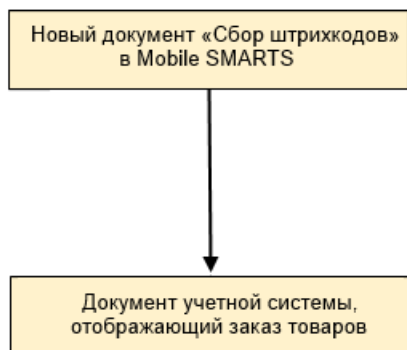 Новый документ «Сбор штрихкодов»
в Mobile SMARTS
Документ учетной системы,
отображающий заказ товаров